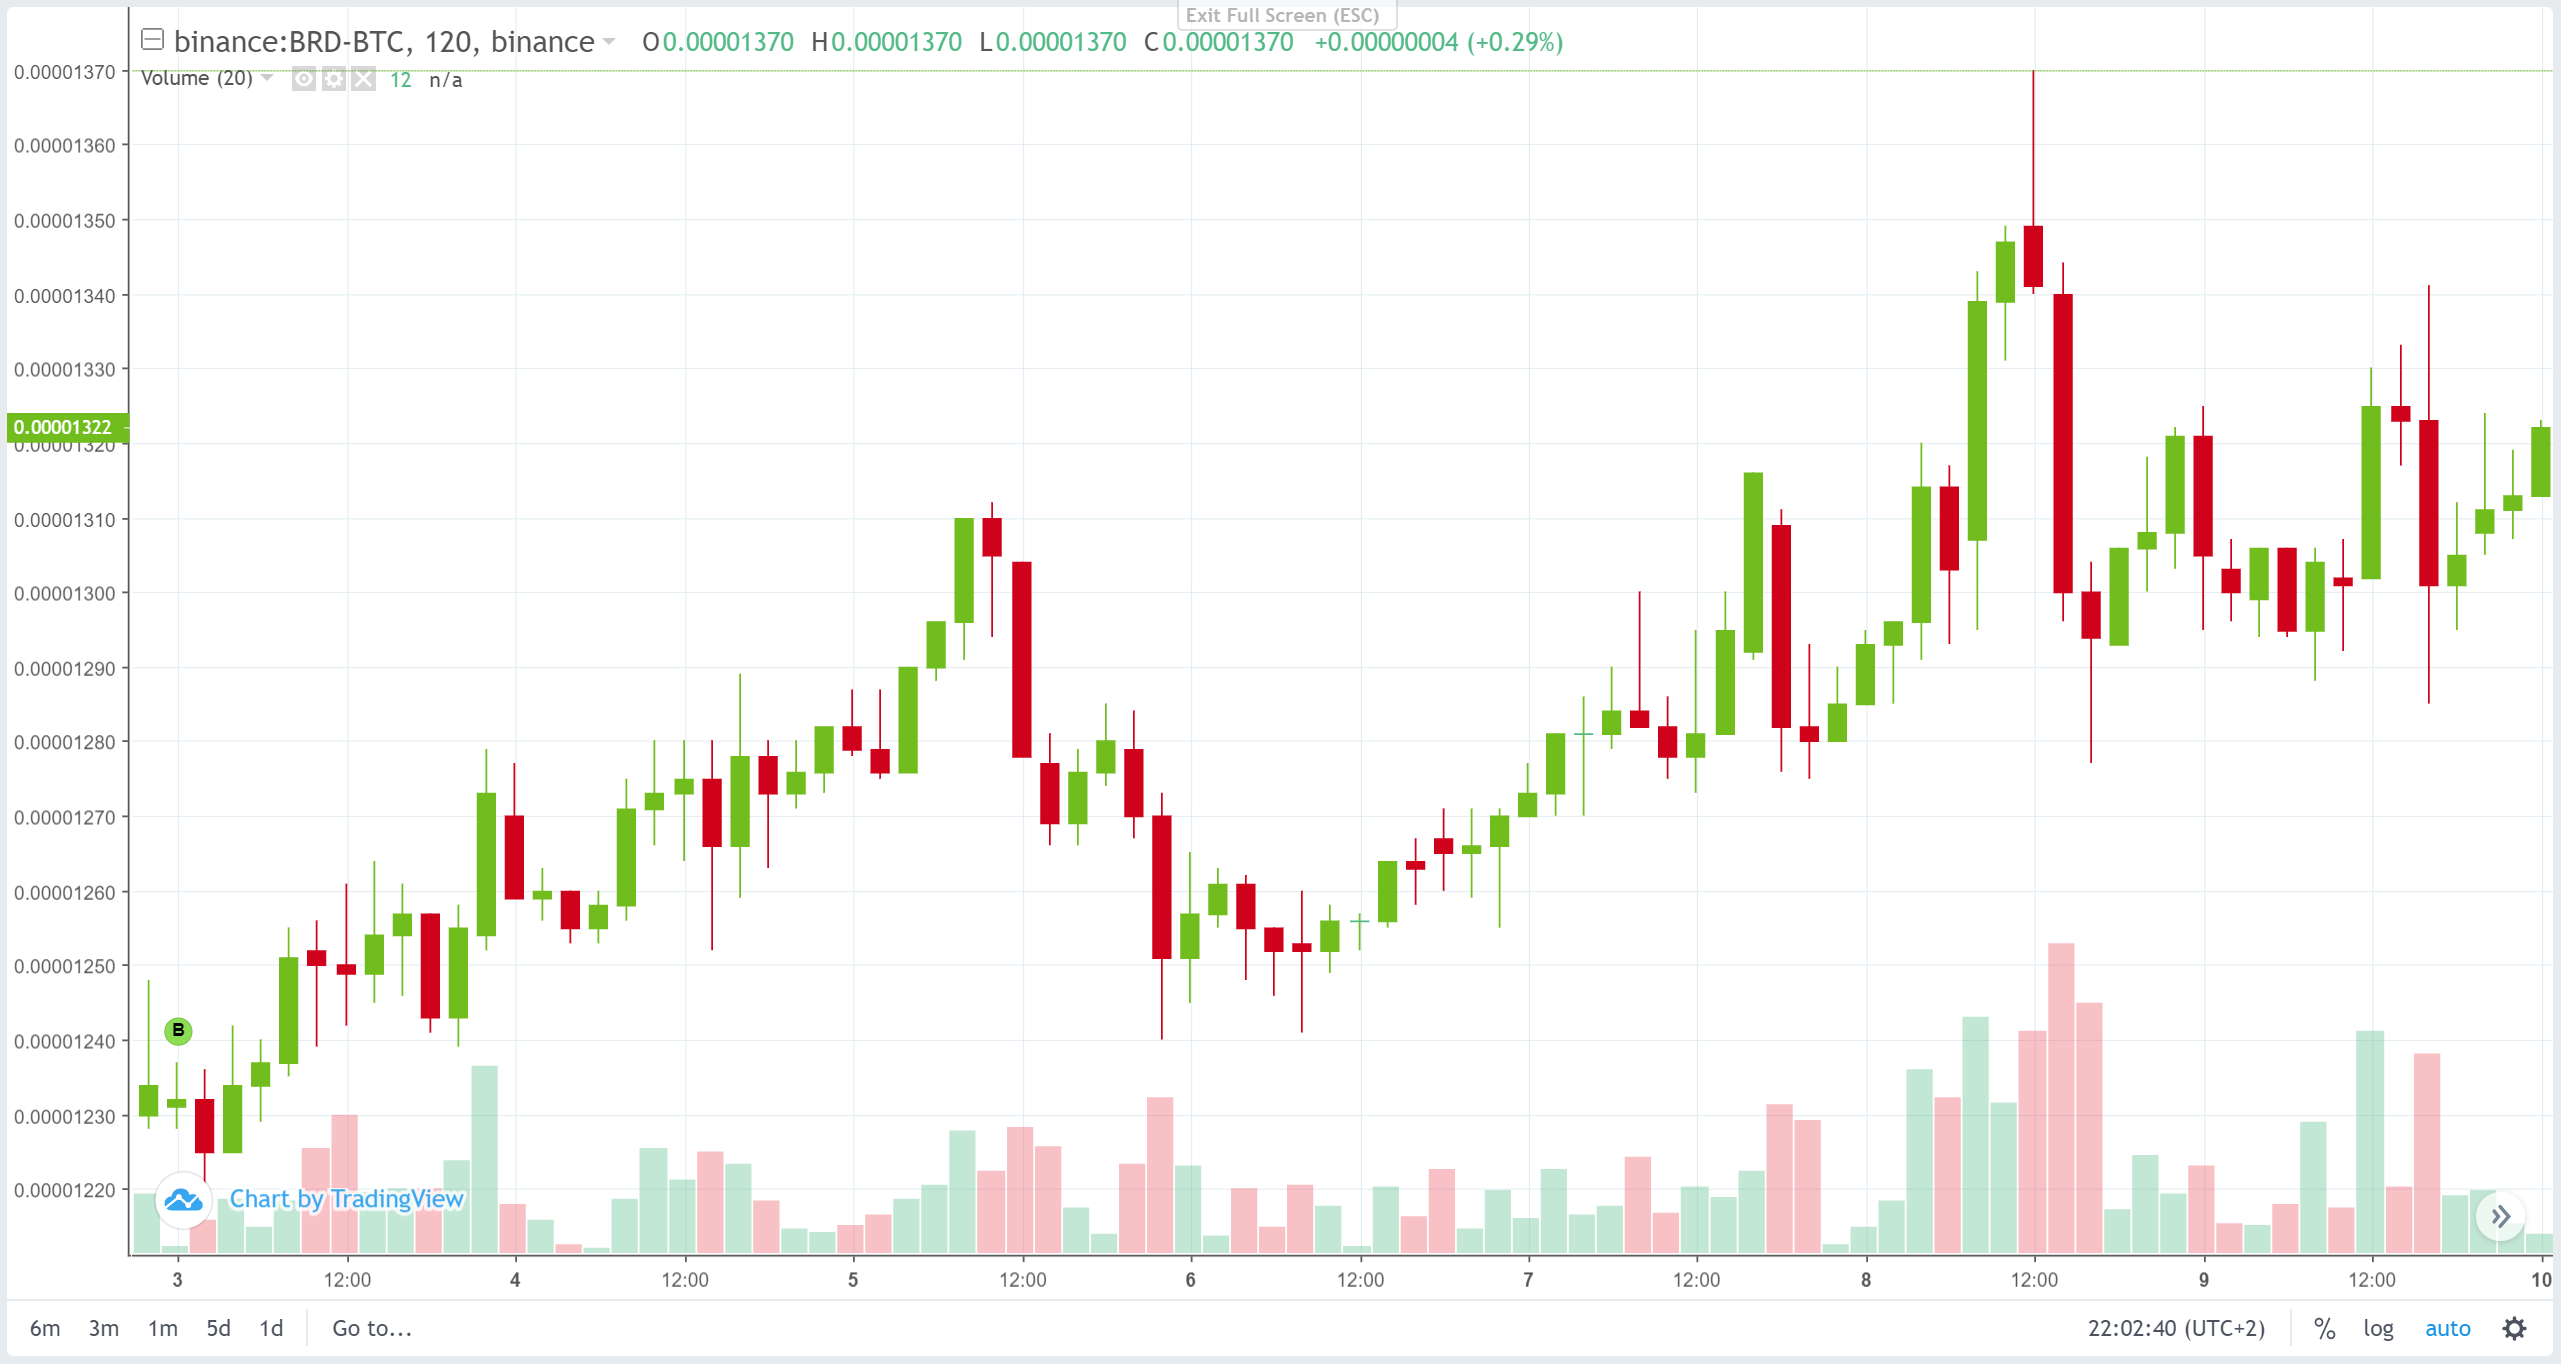 Exit Full Screen (ESC)
binance:BRD-BTC, 120, binance O0.00001370 H0.00001370 L0.00001370 C0.00001370 +0.00000004 (+0.29%)
Volume (20) 12 n/a
0.00001370
0.00001360
0.00001350
0.00001340
0.00001330
0.00001322
0.00001320
0.00001310
0.00001300
0.00001290
0.00001280
0.00001270
0.00001260
0.00001250
0.00001240
0.00001230
0.00001220
B
Chart by TradingView
3 12:00 4 12:00 5 12:00 6 12:00 7 12:00 8 12:00 9 12:00 10
6m 3m 1m 5d 1d Go to... 22:02:40 (UTC+2) % log auto